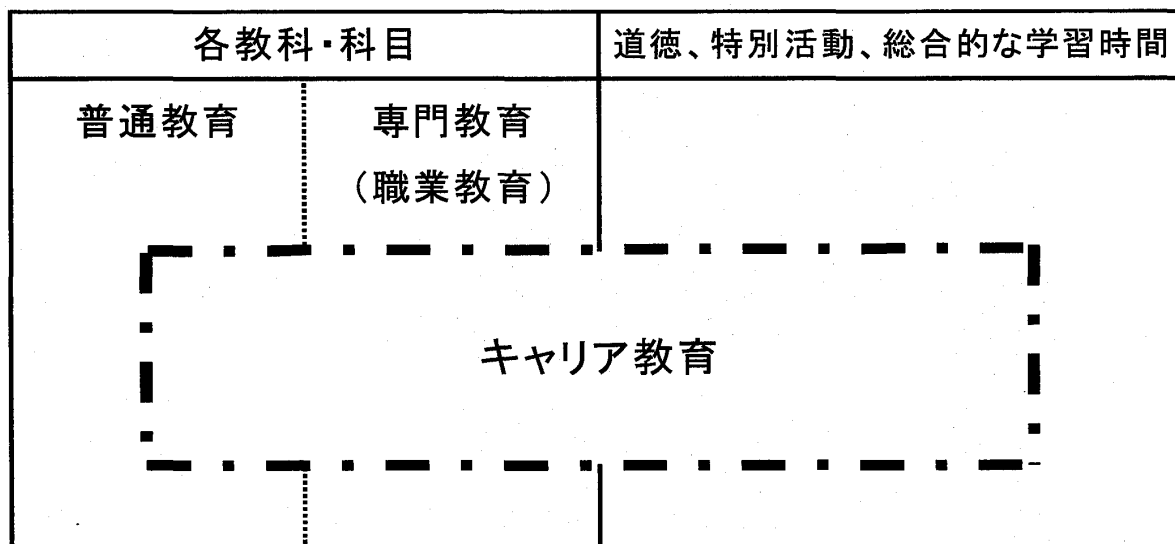 各教科・科目
道徳、特別活動、総合的な学習時間
普通教育
専門教育
(職業教育)
キャリア教育